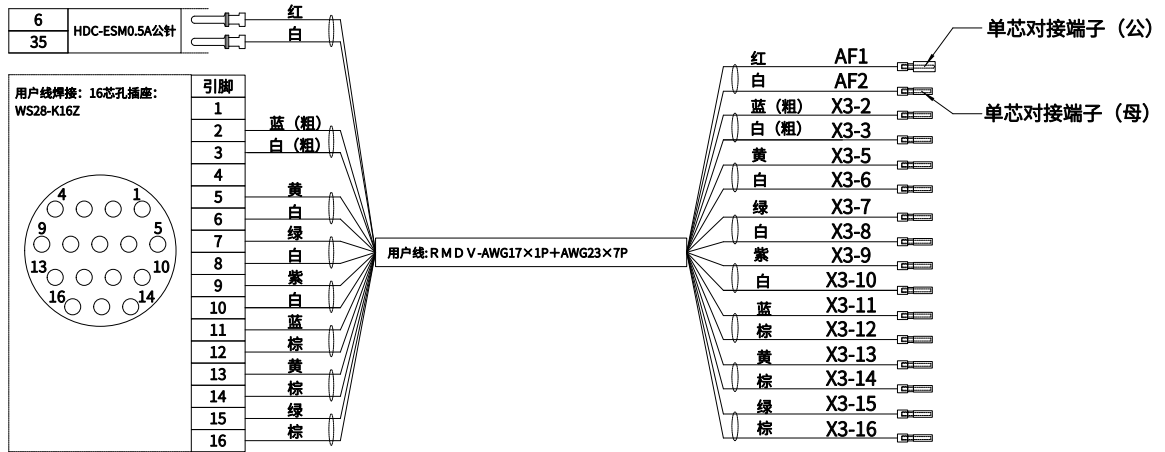 6
35
HDC-ESM0.5A公针
红
白
用户线焊接：16芯孔插座：
WS28-K16Z
4
1
9
5
13
10
16
14
引脚
1
2 蓝（粗）
3 白（粗）
4
5 黄
6 白
7 绿
8 白
9 紫
10 白
11 蓝
12 棕
13 黄
14 棕
15 绿
16 棕
用户线:RMDV-AWG17×1P＋AWG23×7P
红 AF1
白 AF2
蓝（粗） X3-2
白（粗） X3-3
黄 X3-5
白 X3-6
绿 X3-7
白 X3-8
紫 X3-9
白 X3-10
蓝 X3-11
棕 X3-12
黄 X3-13
棕 X3-14
绿 X3-15
棕 X3-16
单芯对接端子（公）
单芯对接端子（母）